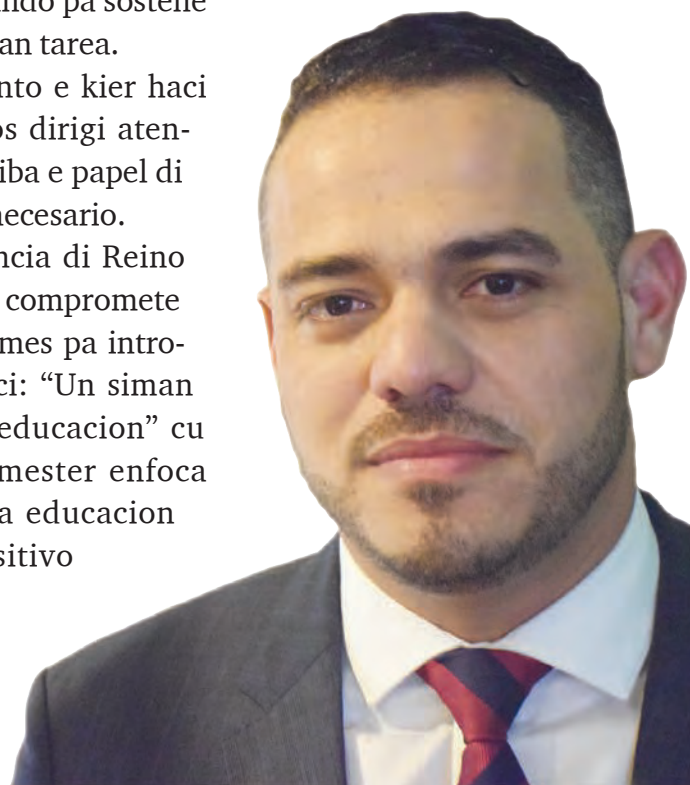 ndo pa sostene
an tarea.
nto e kier haci
os dirigi aten-
iba e papel di
necesario.
ncia di Reino
compromete
mes pa intro-
ci: “Un siman
educacion” cu
mester enfoca
a educacion
sitivo